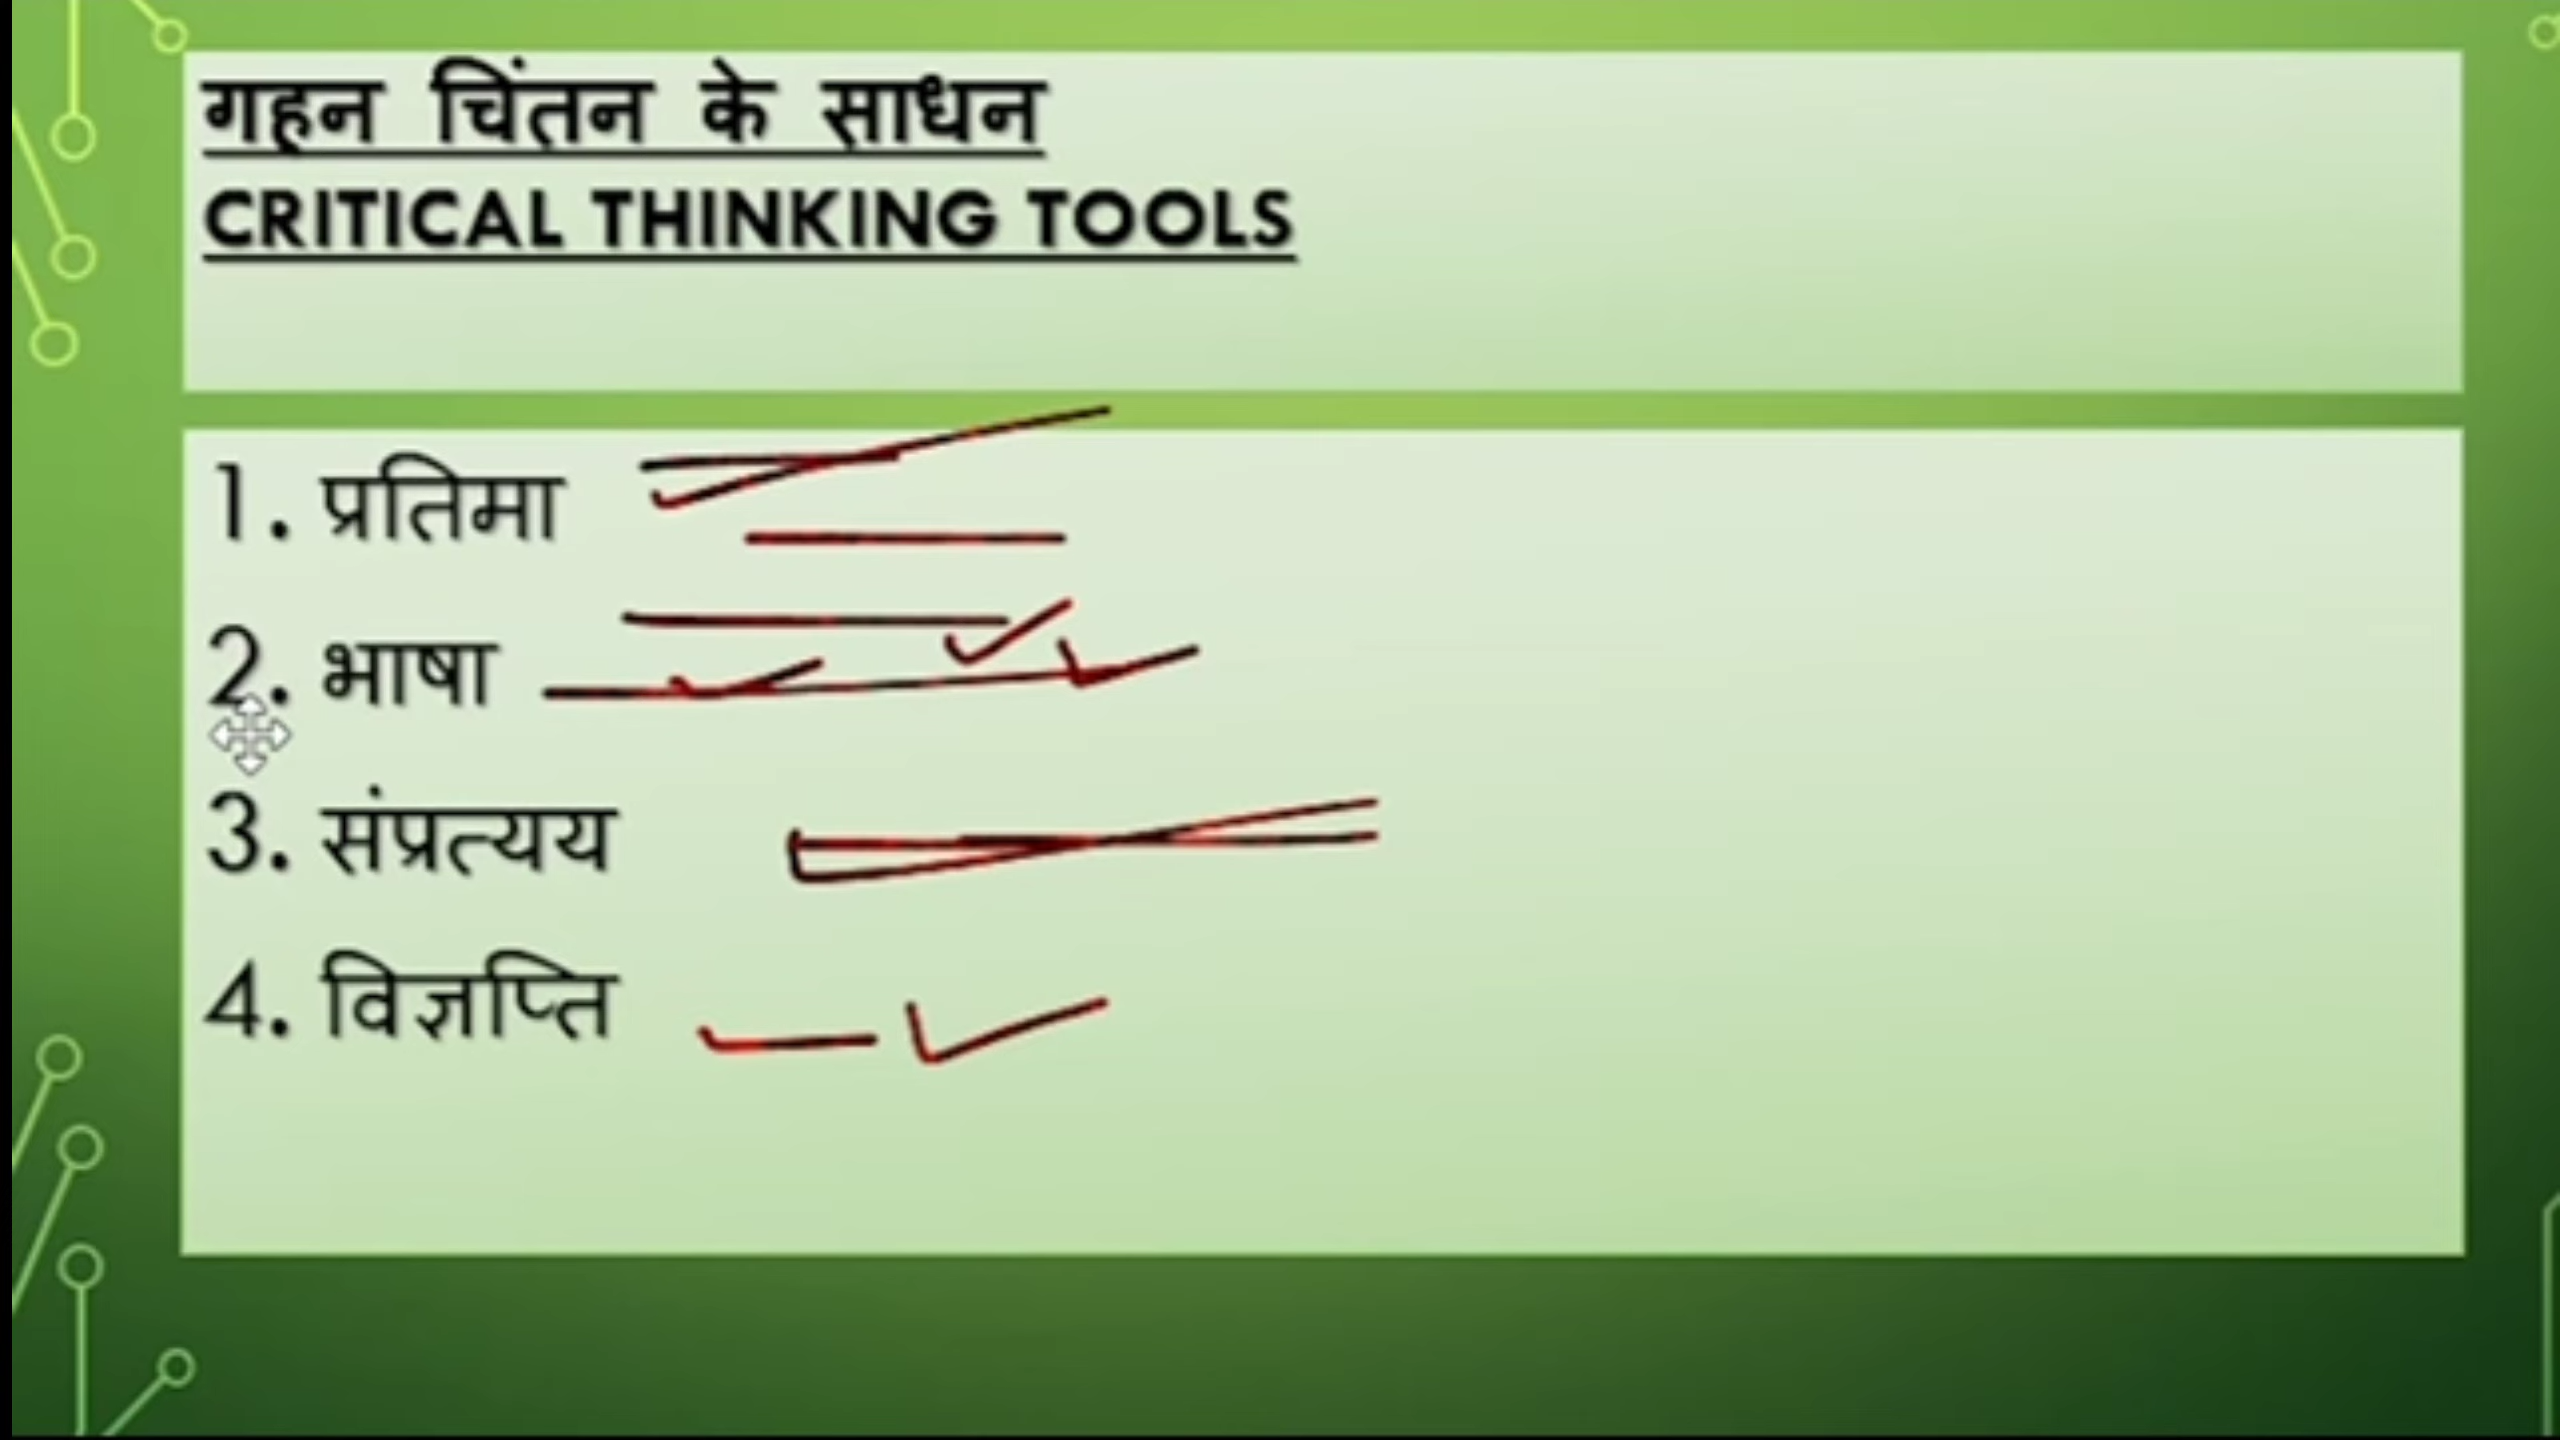 गहन चिंतन के साधन
CRITICAL THINKING TOOLS
1. प्रतिमा
2. भाषा
3. संप्रत्यय
4. विज्ञप्ति